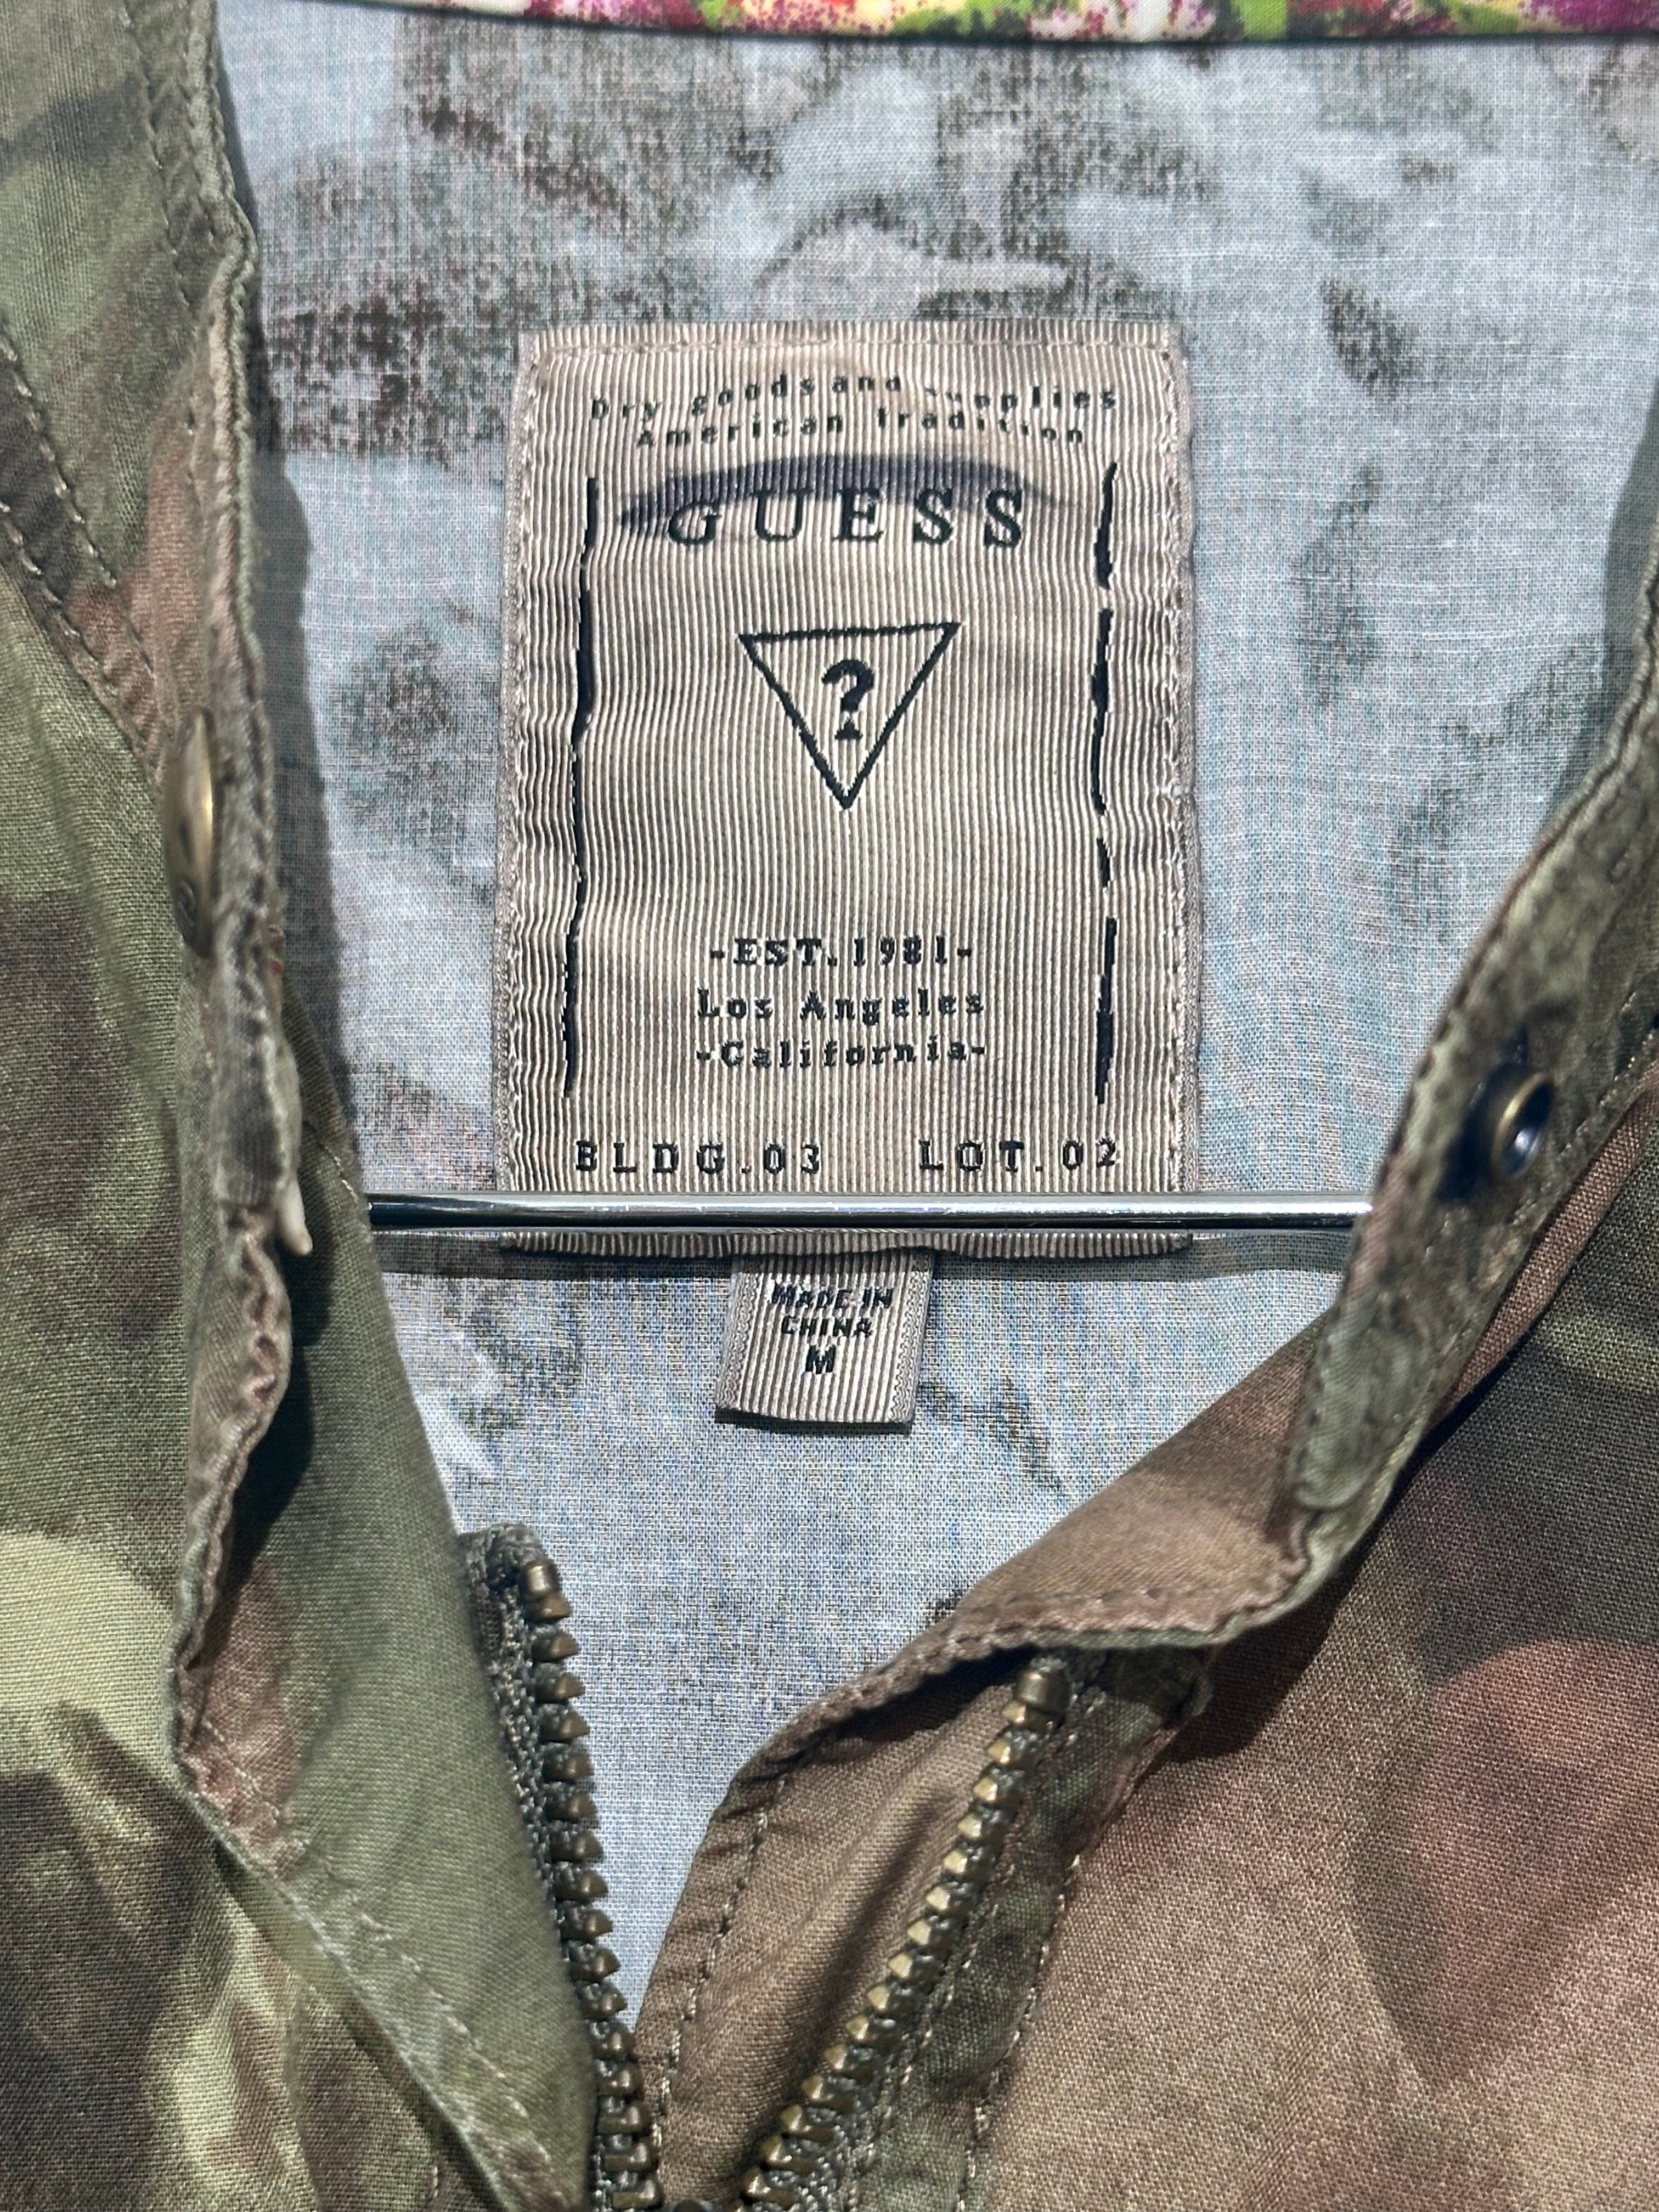 Dry goods and supplies
American Tradition
GUESS
?
-EST.1981-
Los Angeles
-California-
BLDG.03 LOT.02
MADE IN
CHINA
M